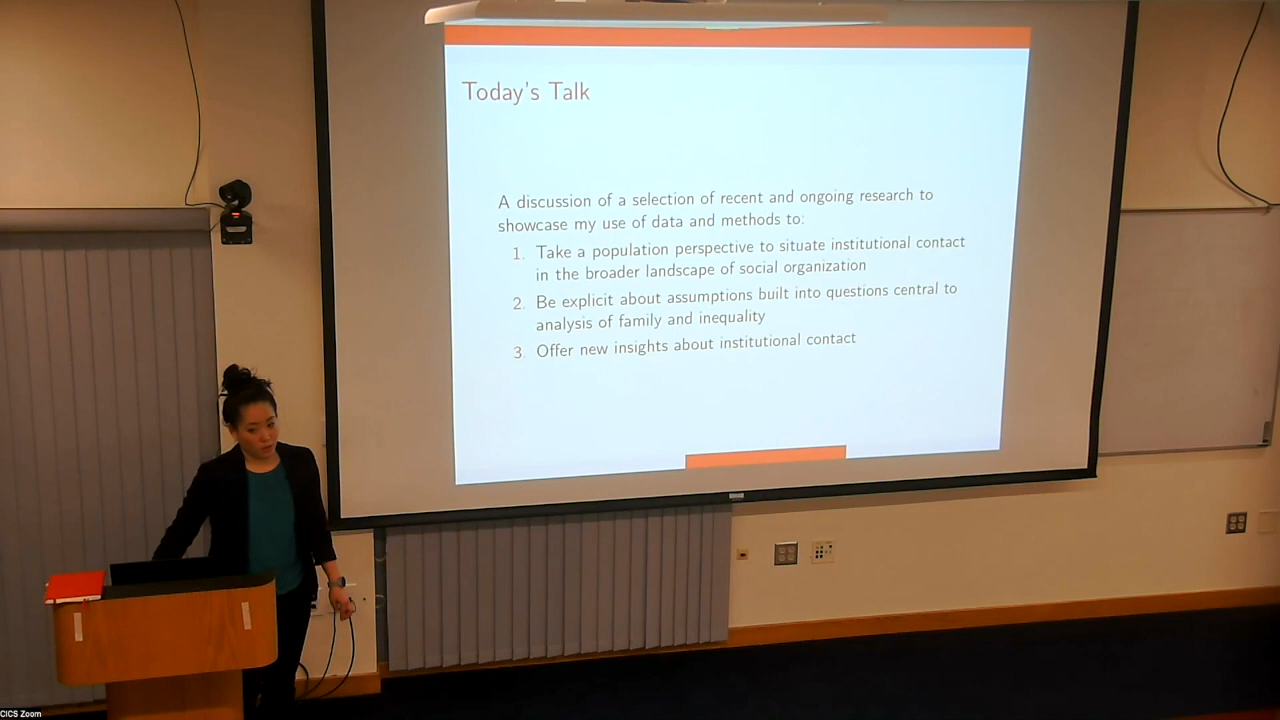 Today's Talk
A discussion of a selection of recent and ongoing research to
showcase my use of data and methods to:
1. Take a population perspective to situate institutional contact
in the broader landscape of social organization
2. Be explicit about assumptions built into questions central to
analysis of family and inequality
3. Offer new insights about institutional contact
CICS Zoom